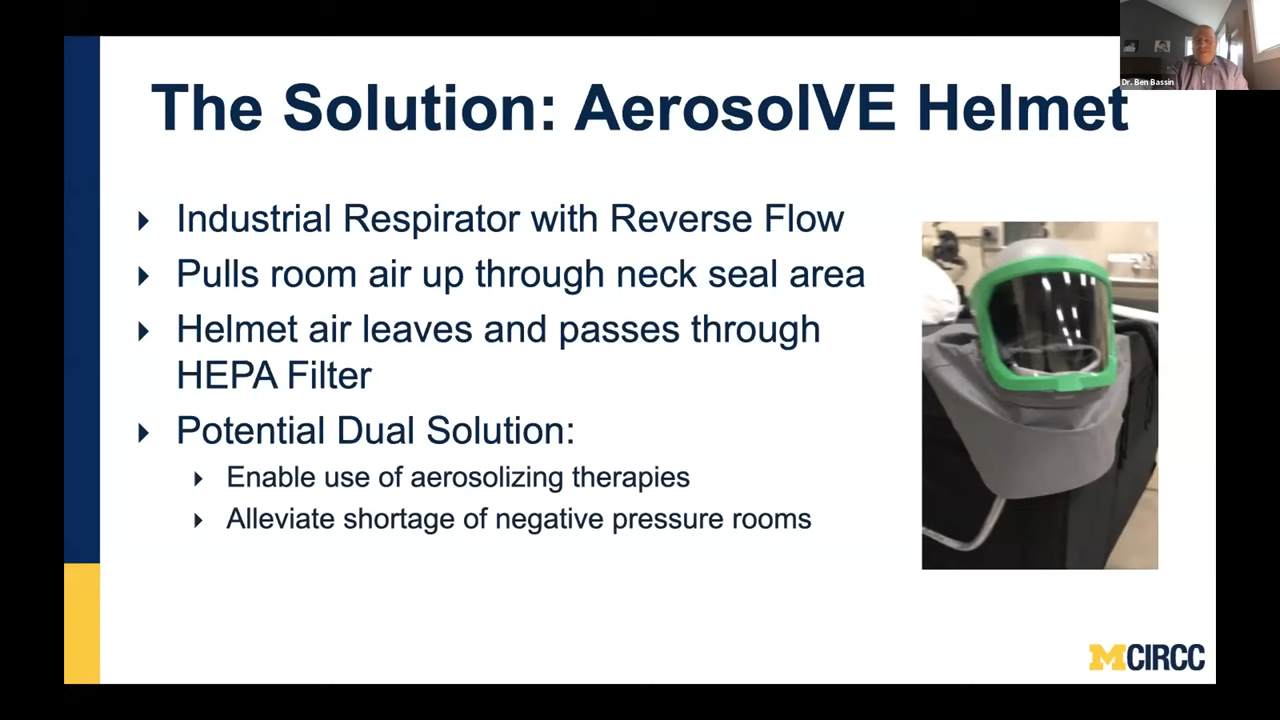 Dr. Ben Bassin
The Solution: AerosolVE Helmet
Industrial Respirator with Reverse Flow
Pulls room air up through neck seal area
Helmet air leaves and passes through
HEPA Filter
Potential Dual Solution:
Enable use of aerosolizing therapies
Alleviate shortage of negative pressure rooms
MCIRCC